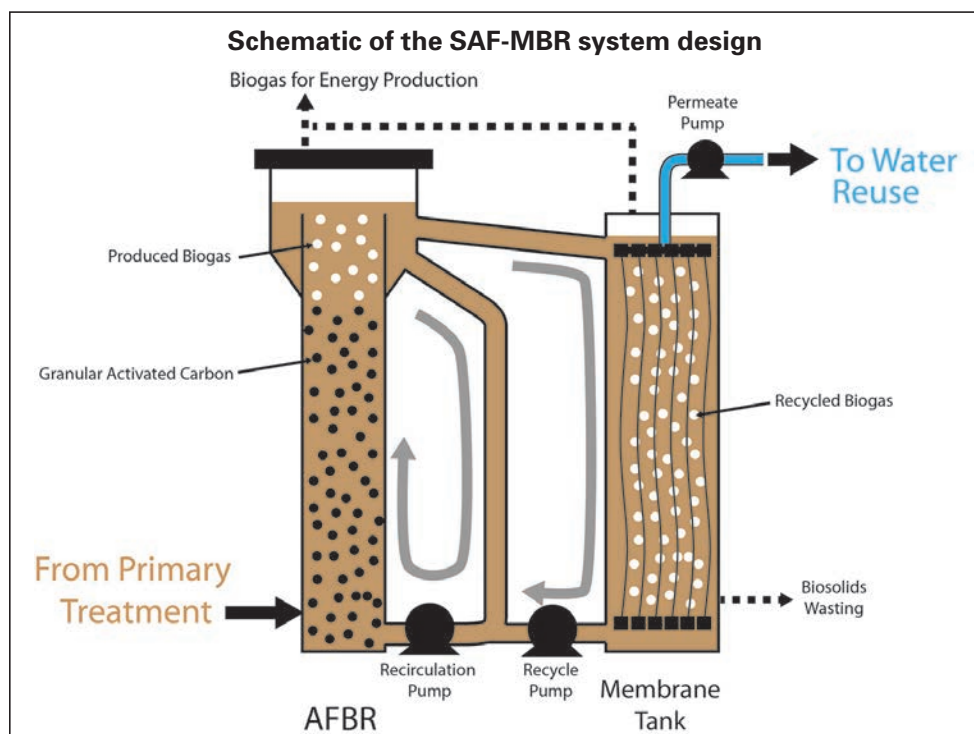 Schematic of the SAF-MBR system design
Biogas for Energy Production
Permeate
Pump
To Water
Reuse
Produced Biogas
Granular Activated Carbon
Recycled Biogas
From Primary
Treatment
Biosolids
Wasting
Recirculation
Pump
Recycle
Pump
AFBR
Membrane
Tank